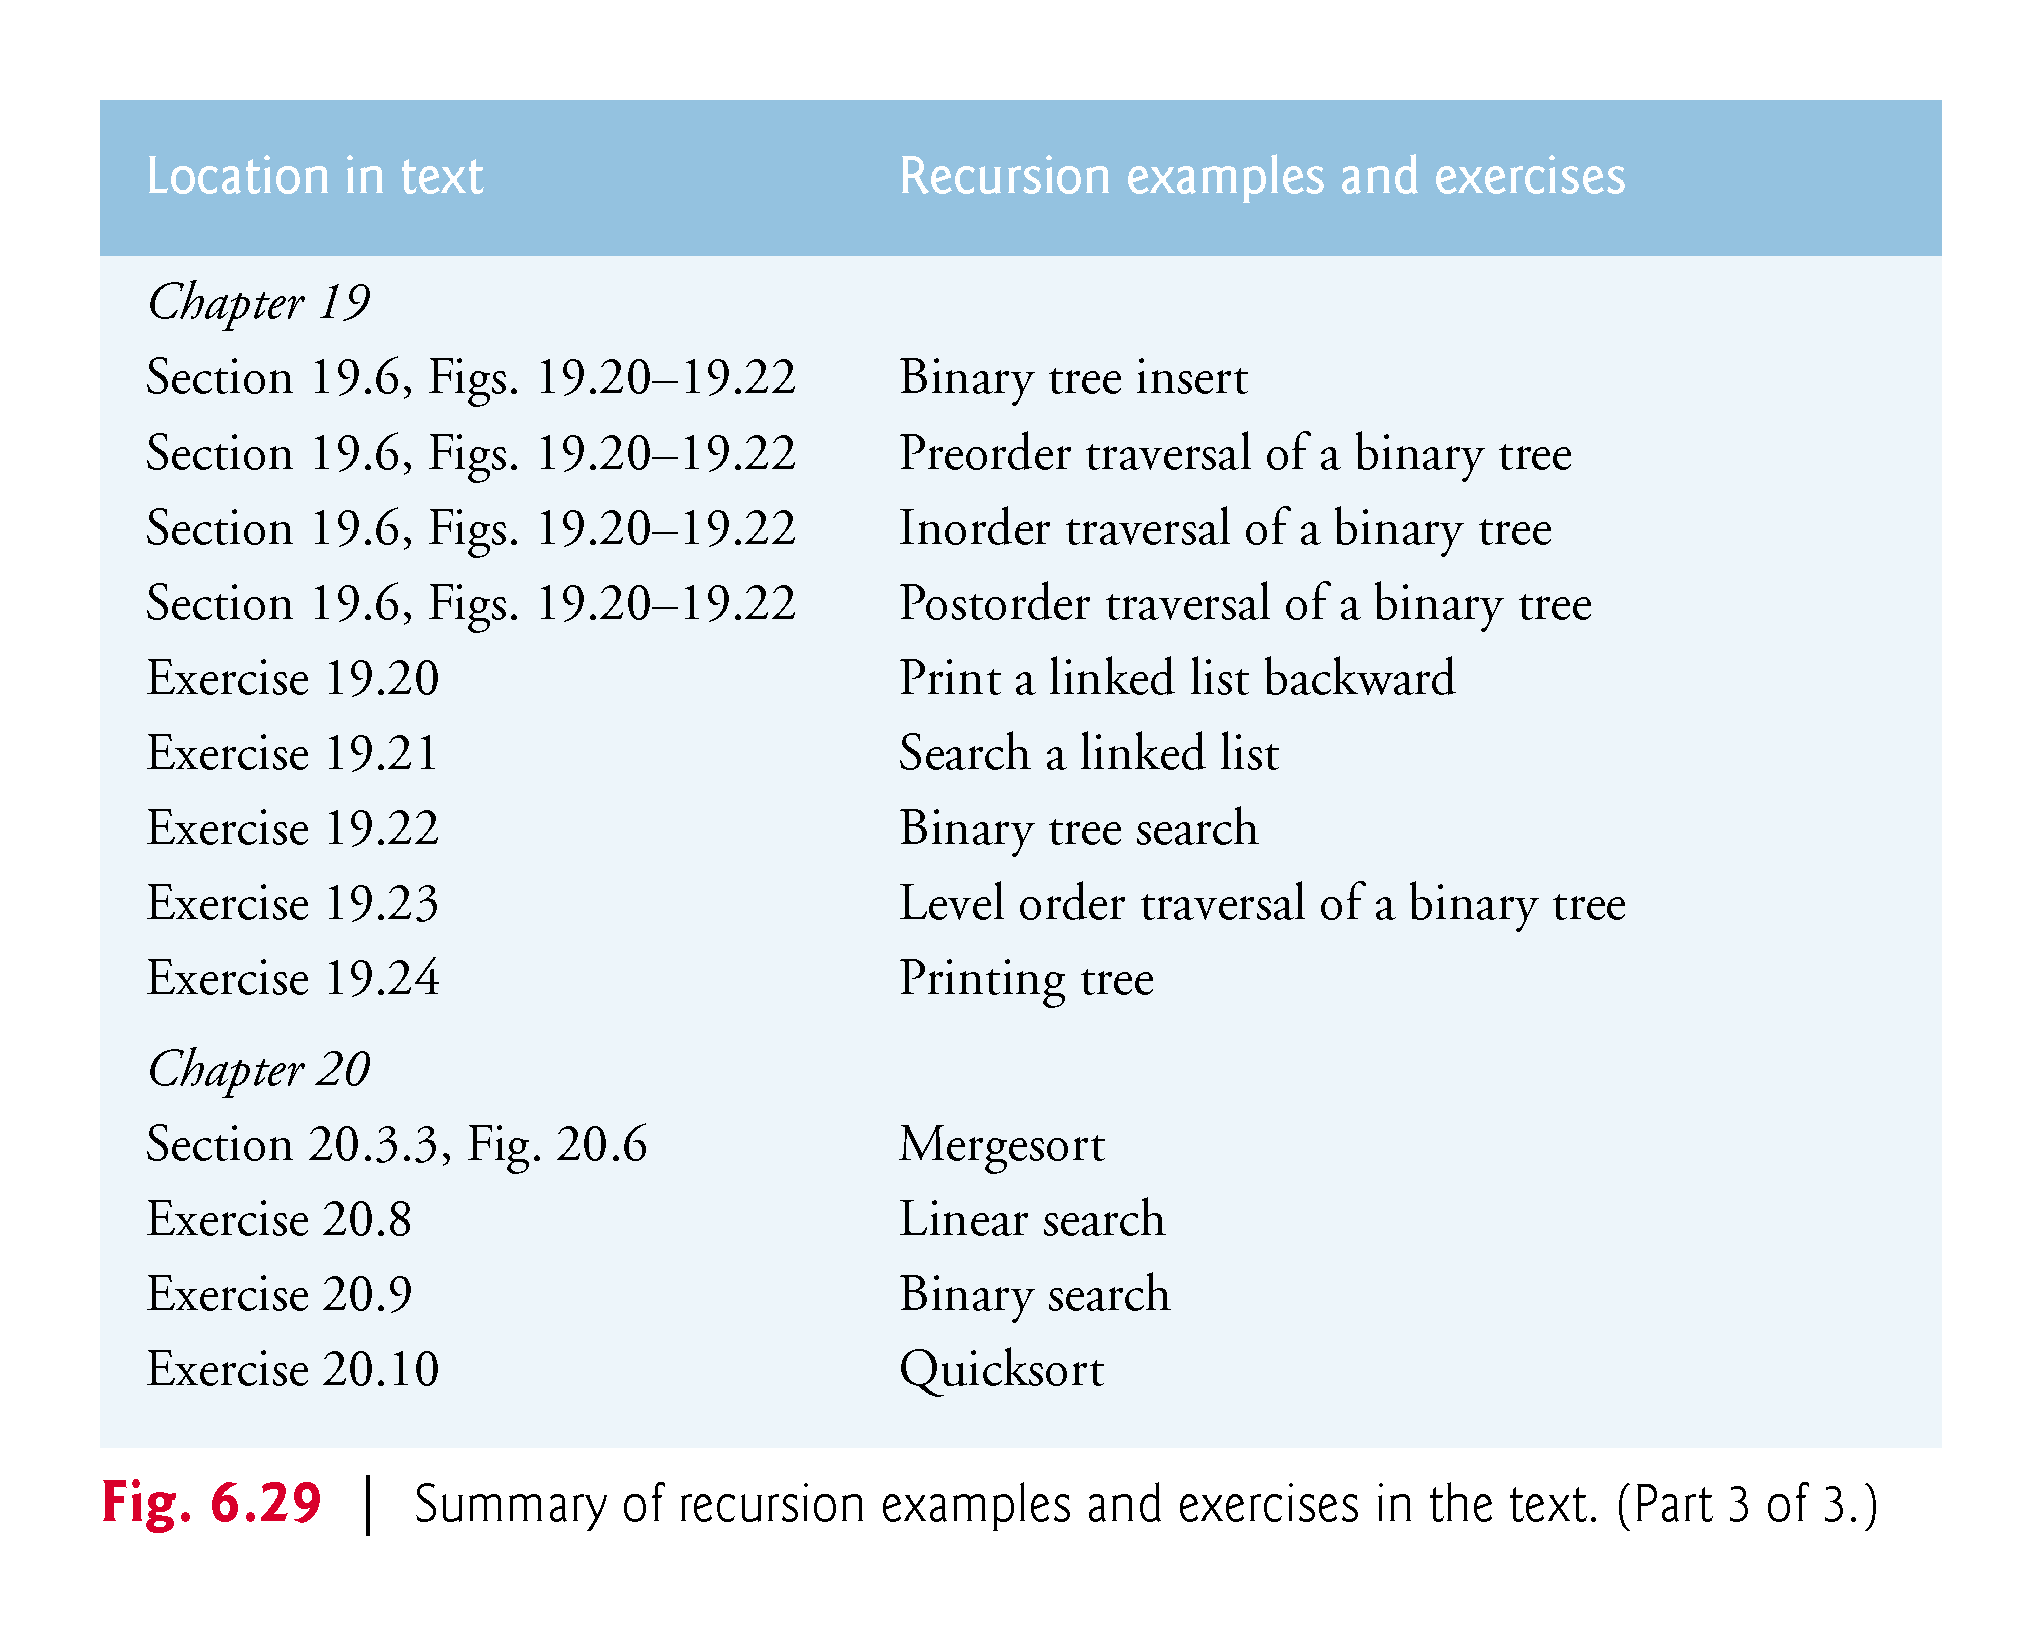 Location in text Recursion examples and exercises
Chapter 19
Section 19.6, Figs. 19.20–19.22 Binary tree insert
Section 19.6, Figs. 19.20–19.22 Preorder traversal of a binary tree
Section 19.6, Figs. 19.20–19.22 Inorder traversal of a binary tree
Section 19.6, Figs. 19.20–19.22 Postorder traversal of a binary tree
Exercise 19.20 Print a linked list backward
Exercise 19.21 Search a linked list
Exercise 19.22 Binary tree search
Exercise 19.23 Level order traversal of a binary tree
Exercise 19.24 Printing tree
Chapter 20
Section 20.3.3, Fig. 20.6 Mergesort
Exercise 20.8 Linear search
Exercise 20.9 Binary search
Exercise 20.10 Quicksort
Fig. 6.29 | Summary of recursion examples and exercises in the text. (Part 3 of 3.)